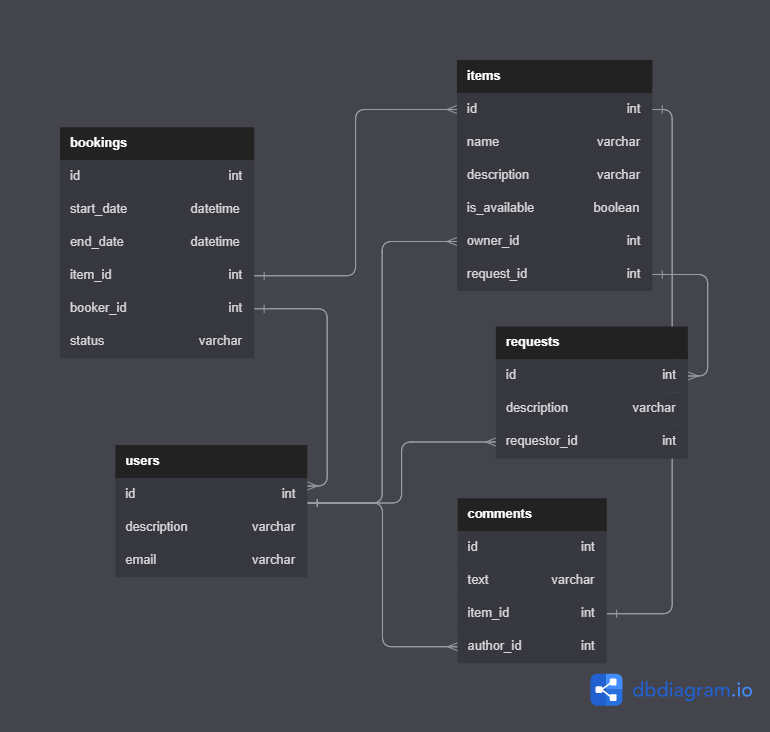 items
id int
name varchar
description varchar
is_available boolean
owner_id int
request_id int
bookings
id int
start_date datetime
end_date datetime
item_id int
booker_id int
status varchar
requests
id int
description varchar
requestor_id int
users
id int
description varchar
email varchar
comments
id int
text varchar
item_id int
author_id int
dbdiagram.io